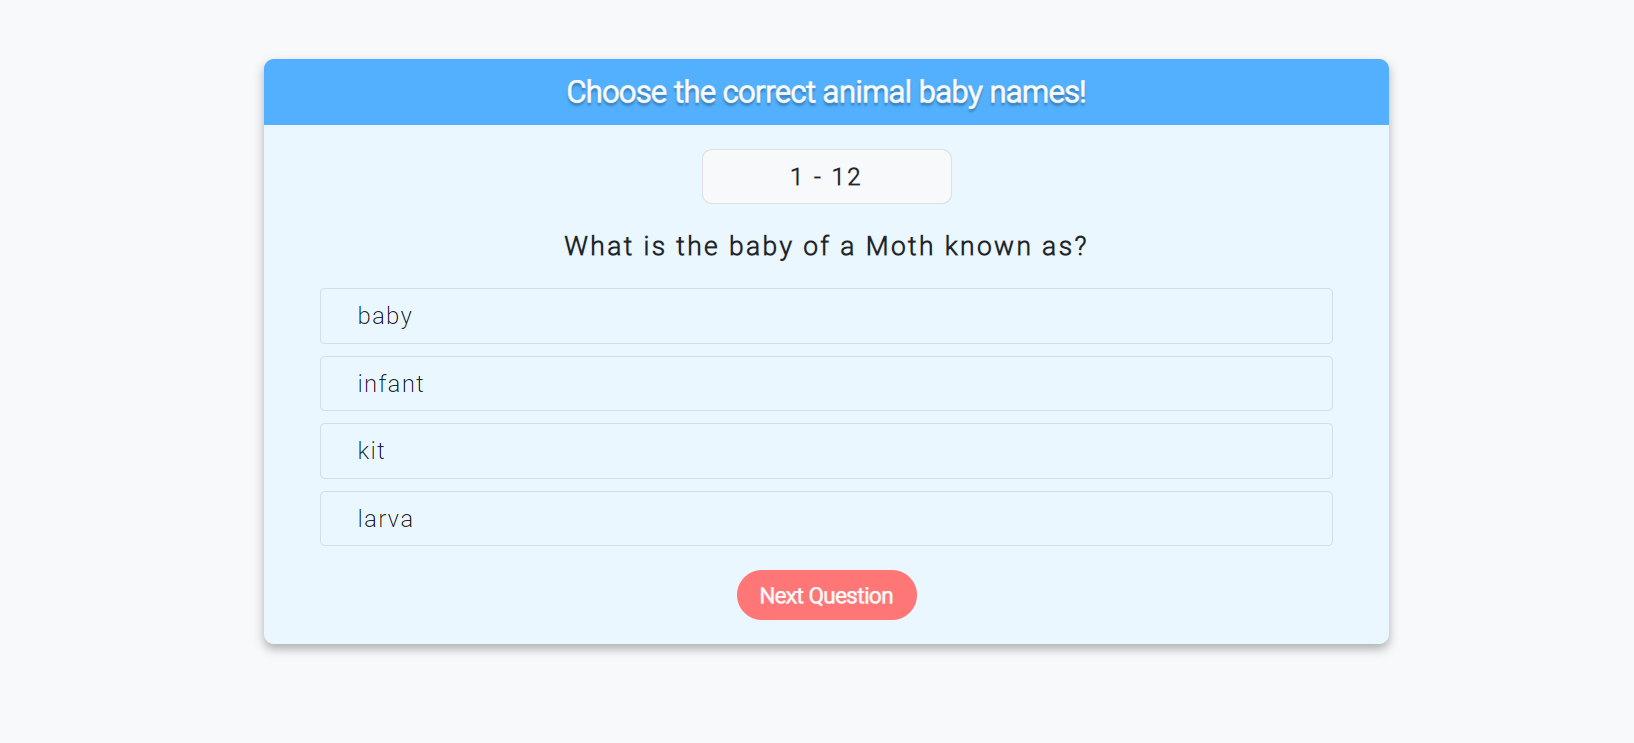 Choose the correct animal baby names!
1 - 12
What is the baby of a Moth known as?
baby
infant
kit
larva
Next Question